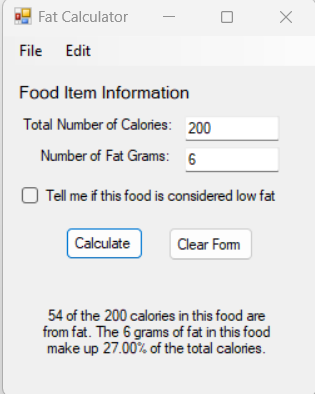 Fat Calculator
File Edit
Food Item Information
Total Number of Calories: 200
Number of Fat Grams: 6
Tell me if this food is considered low fat
Calculate Clear Form
54 of the 200 calories in this food are
from fat. The 6 grams of fat in this food
make up 27.00% of the total calories.